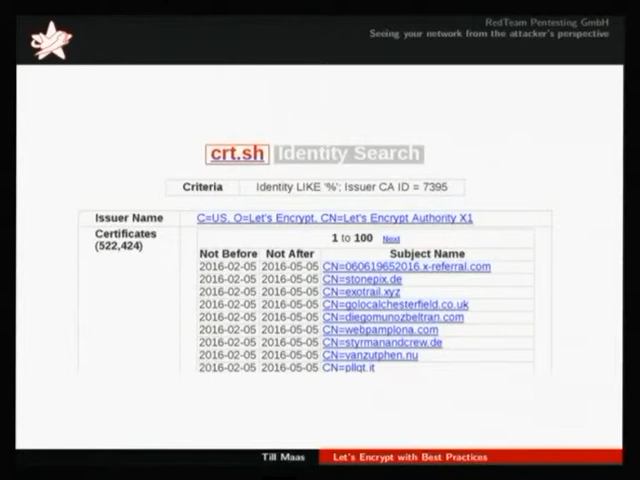 RedTeam Pentesting GmbH
Seeing your network from the attacker's perspective
crt.sh Identity Search
Criteria Identity LIKE '%'; Issuer CA ID = 7395
Issuer Name C=US, O=Let's Encrypt, CN=Let's Encrypt Authority X1
Certificates
(522,424)
1 to 100 Next
Not Before Not After Subject Name
2016-02-05 2016-05-05 CN=060619652016.x-referral.com
2016-02-05 2016-05-05 CN=stonepix.de
2016-02-05 2016-05-05 CN=exotrail.xyz
2016-02-05 2016-05-05 CN=golocalchesterfield.co.uk
2016-02-05 2016-05-05 CN=diegomunozbeltran.com
2016-02-05 2016-05-05 CN=webpamplona.com
2016-02-05 2016-05-05 CN=styrmanandcrew.de
2016-02-05 2016-05-05 CN=vanzutphen.nu
2016-02-05 2016-05-05 CN=pllqt.it
Till Maas Let's Encrypt with Best Practices